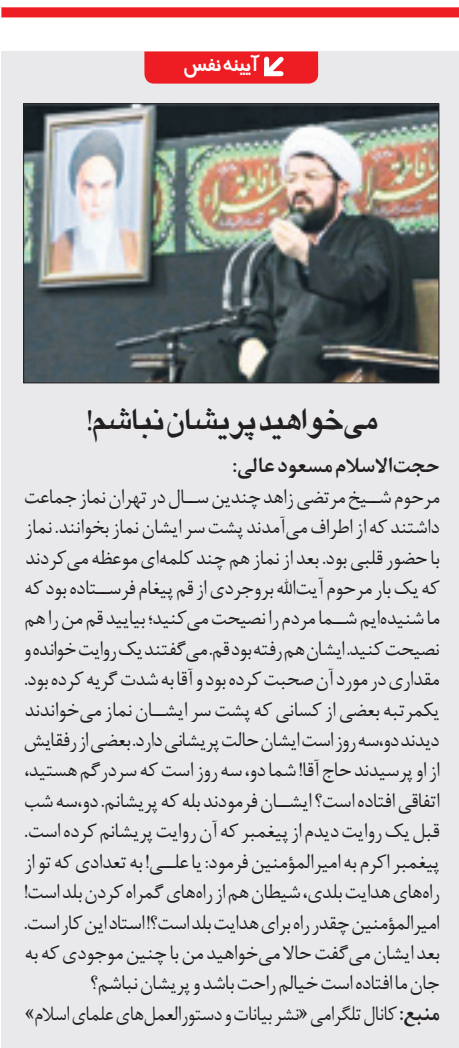 آیینه نفس
می‌خواهید پریشان نباشم!
حجت‌الاسلام مسعود عالی:
مرحوم شــیخ مرتضی زاهد چندین ســال در تهران نماز جماعت
داشتند که از اطراف می‌آمدند پشت سر ایشان نماز بخوانند. نماز
با حضور قلبی بود. بعد از نماز هم چند کلمه‌ای موعظه می‌کردند
که یک بار مرحوم آیت‌الله بروجردی از قم پیغام فرســتاده بود که
ما شنیده‌ایم شــما مردم را نصیحت می‌کنید؛ بیایید قم من را هم
نصیحت کنید. ایشان هم رفته بود قم. می‌گفتند یک روایت خوانده و
مقداری در مورد آن صحبت کرده بود و آقا به شدت گریه کرده بود.
یکمرتبه بعضی از کسانی که پشت سر ایشــان نماز می‌خواندند
دیدند دو،سه روز است ایشان حالت پریشانی دارد. بعضی از رفقایش
از او پرسیدند حاج آقا! شما دو، سه روز است که سردرگم هستید،
اتفاقی افتاده است؟ ایشــان فرمودند بله که پریشانم. دو،سه شب
قبل یک روایت دیدم از پیغمبر که آن روایت پریشانم کرده است.
پیغمبر اکرم به امیرالمؤمنین فرمود: یا علــی! به تعدادی که تو از
راه‌های هدایت بلدی، شیطان هم از راه‌های گمراه کردن بلد است!
امیرالمؤمنین چقدر راه برای هدایت بلد است؟! استاد این کار است.
بعد ایشان می‌گفت حالا می‌خواهید من با چنین موجودی که به
جان ما افتاده است خیالم راحت باشد و پریشان نباشم؟
منبع: کانال تلگرامی «نشر بیانات و دستورالعمل‌های علمای اسلام»